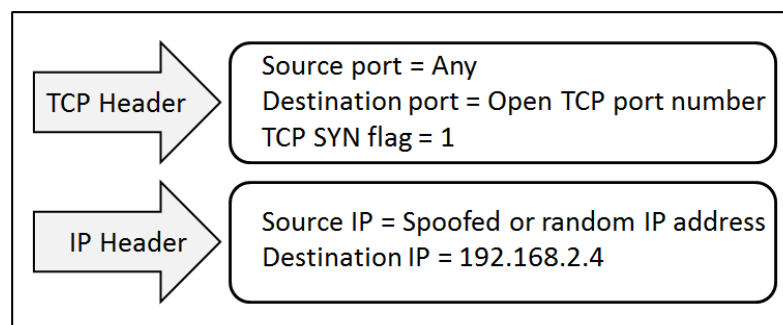 TCP Header
Source port = Any
Destination port = Open TCP port number
TCP SYN flag = 1
IP Header
Source IP = Spoofed or random IP address
Destination IP = 192.168.2.4